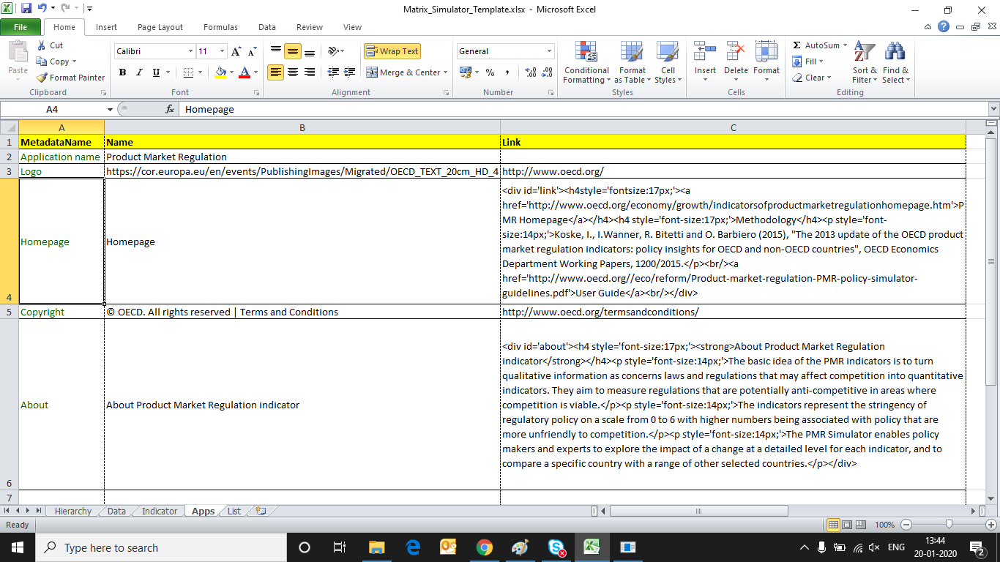 Matrix_Simulator_Template.xlsx - Microsoft Excel
File Home Insert Page Layout Formulas Data Review View
Paste
Cut
Copy
Format Painter
Clipboard
Calibri 11
B I U
Font
Wrap Text
Merge & Center
Alignment
General
Number
Conditional Formatting
Format as Table
Cell Styles
Styles
Insert Delete Format
Cells
AutoSum
Fill
Clear
Sort & Filter
Find & Select
Editing
A4 fx Homepage
A B C
1 MetadataName Name Link
2 Application name Product Market Regulation
3 Logo https://cor.europa.eu/en/events/PublishingImages/Migrated/OECD_TEXT_20cm_HD_4 http://www.oecd.org/
<div id='link'><h4style='fontsize:17px;'><a
href='http://www.oecd.org/economy/growth/indicatorsofproductmarketregulationhomepage.htm'>P
MR Homepage</a></h4><h4 style='font-size:17px;'>Methodology</h4><p style='font-
size:14px;'>Koske, I., I.Wanner, R. Bitetti and O. Barbiero (2015), "The 2013 update of the OECD product
Homepage Homepage market regulation indicators: policy insights for OECD and non-OECD countries", OECD Economics
Department Working Papers, 1200/2015.</p><br/><a
href='http://www.oecd.org//eco/reform/Product-market-regulation-PMR-policy-simulator-
4 guidelines.pdf'>User Guide</a><br/></div>
5 Copyright © OECD. All rights reserved | Terms and Conditions http://www.oecd.org/termsandconditions/
<div id='about'><h4 style='font-size:17px;'><strong>About Product Market Regulation
indicator</strong></h4><p style='font-size:14px;'>The basic idea of the PMR indicators is to turn
qualitative information as concerns laws and regulations that may affect competition into quantitative
indicators. They aim to measure regulations that are potentially anti-competitive in areas where
About About Product Market Regulation indicator competition is viable.</p><p style='font-size:14px;'>The indicators represent the stringency of
regulatory policy on a scale from 0 to 6 with higher numbers being associated with policy that are
more unfriendly to competition.</p><p style='font-size:14px;'>The PMR Simulator enables policy
makers and experts to explore the impact of a change at a detailed level for each indicator, and to
compare a specific country with a range of other selected countries.</p></div>
6
7
Hierarchy Data Indicator Apps List
Ready 100%
Type here to search
ENG
13:44
20-01-2020
2